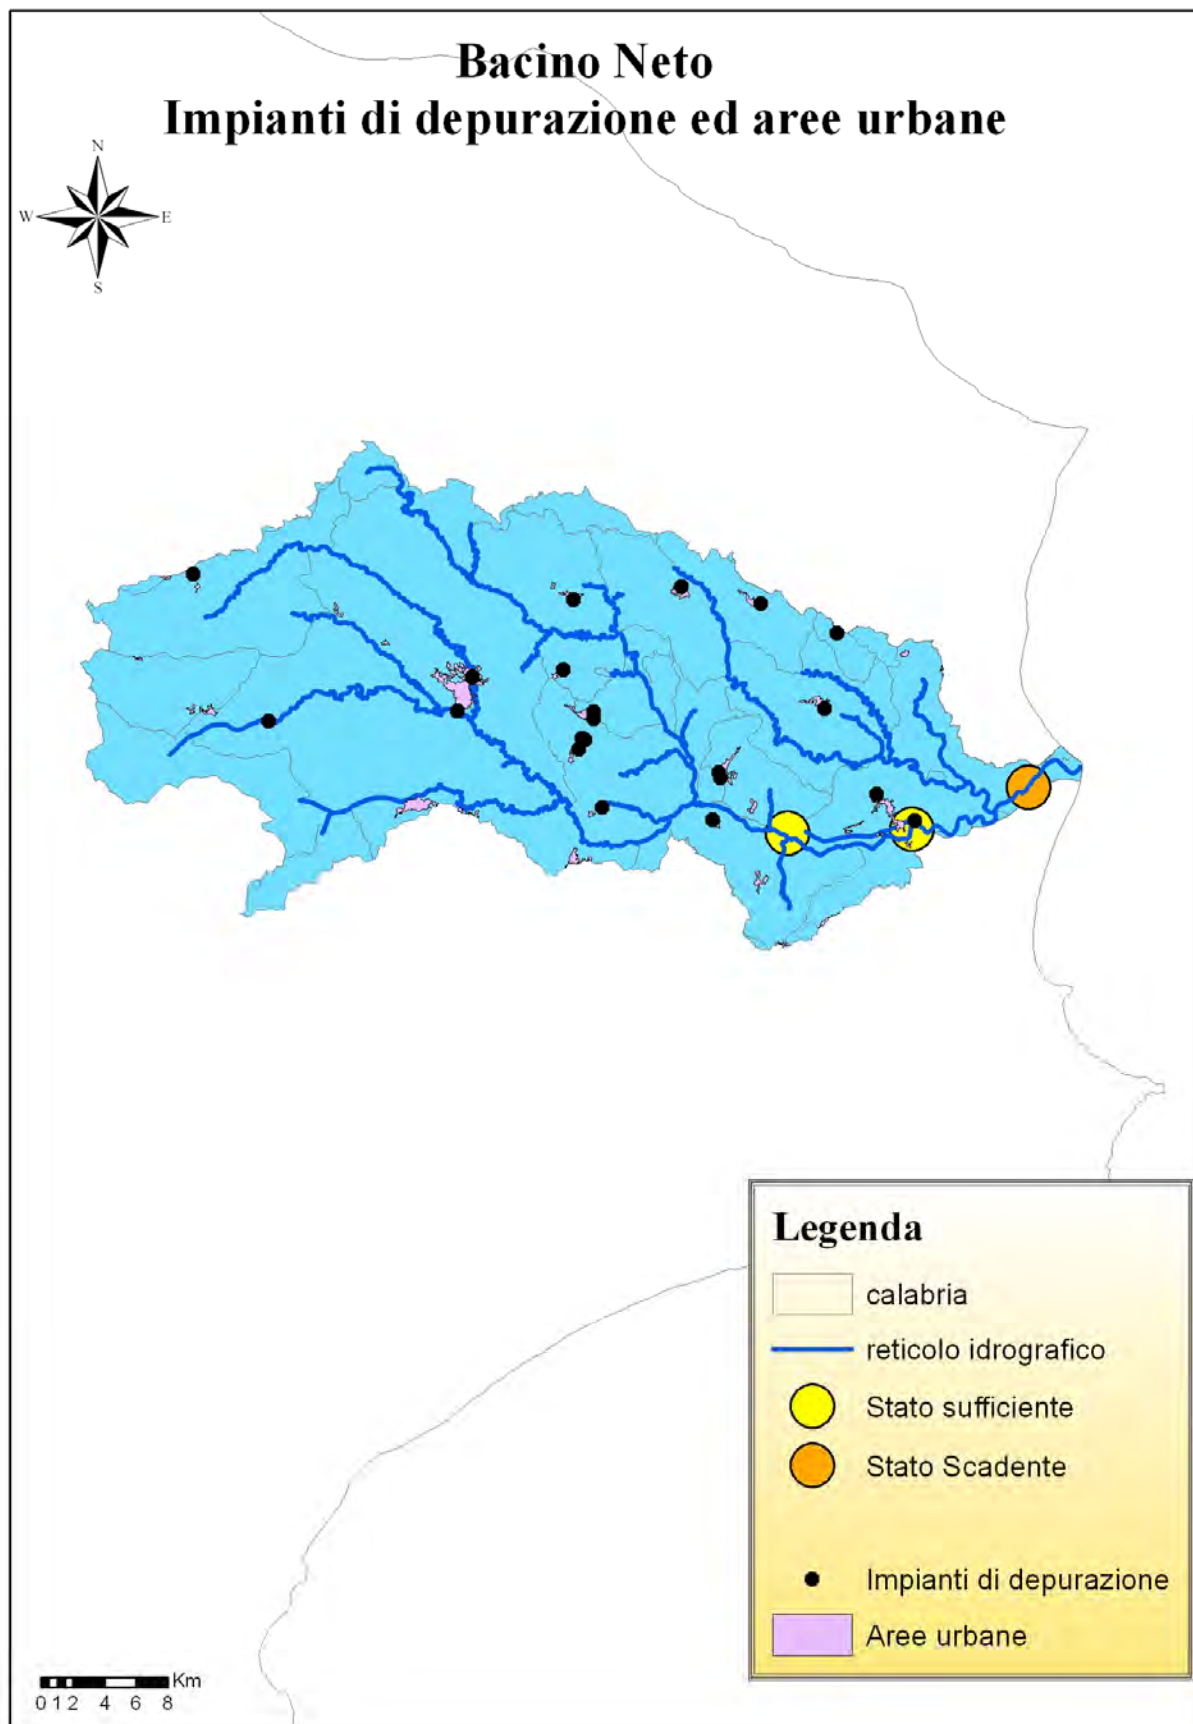 Bacino Neto
Impianti di depurazione ed aree urbane
N
W E
S
Legenda
calabria
reticolo idrografico
Stato sufficiente
Stato Scadente
Impianti di depurazione
Aree urbane
Km
0 1 2 4 6 8